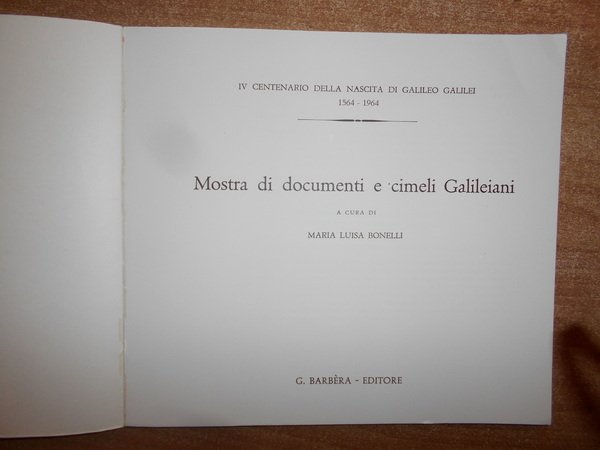 IV CENTENARIO DELLA NASCITA DI GALILEO GALILEI
1564 - 1964
Mostra di documenti e cimeli Galileiani
A CURA DI
MARIA LUISA BONELLI
G. BARBÈRA - EDITORE